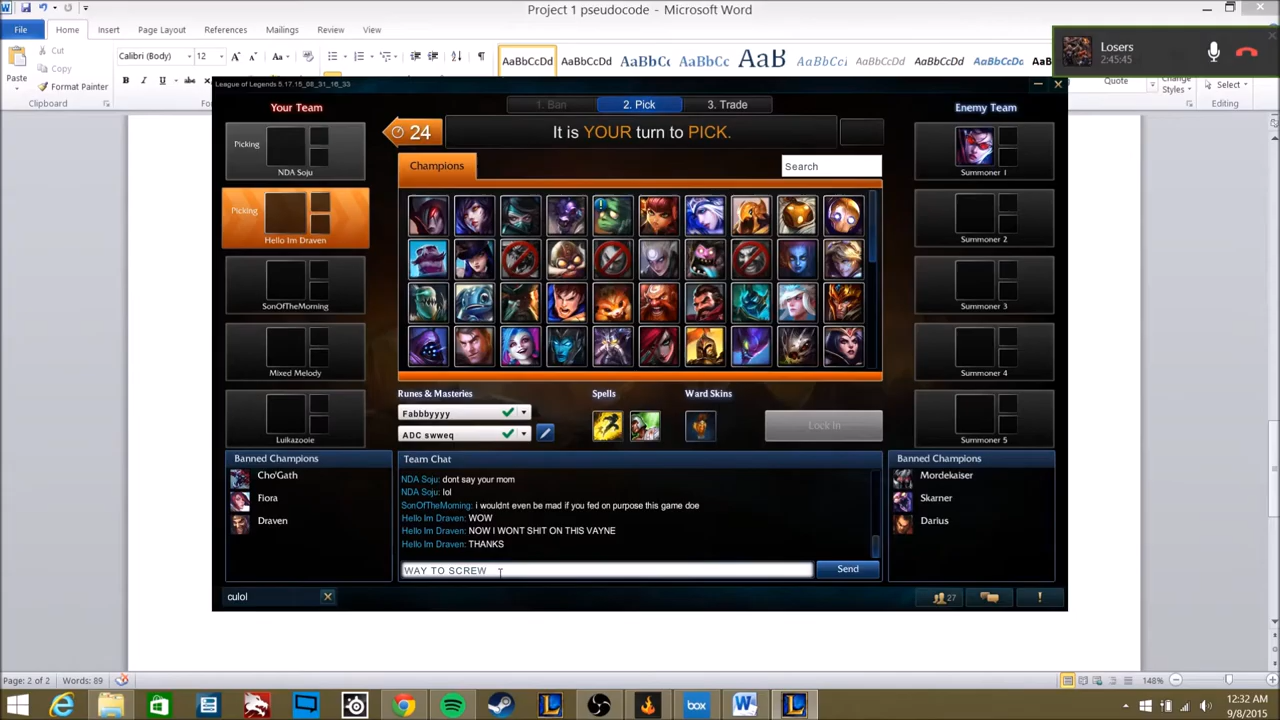 Project 1 pseudocode - Microsoft Word
File Home Insert Page Layout References Mailings Review View
Losers
2:45:45
Cut
Copy
Paste
Format Painter
Clipboard
Calibri (Body) 12
B I U
AaBbCcDd AaBbCcDd AaBbCc AaBbCc AaB AaBbCc. AaBbCcDd AaBbCcDd AaBbCcDd
Change
Styles
Select
Editing
League of Legends 5.17.15_08_31_16_33
Your Team
1. Ban 2. Pick 3. Trade
Enemy Team
24
It is YOUR turn to PICK.
Champions
Search
Picking
NDA Soju
Picking
Hello Im Draven
SonOfTheMorning
Mixed Melody
Luikazooie
Summoner 1
Summoner 2
Summoner 3
Summoner 4
Summoner 5
Runes & Masteries
Spells
Ward Skins
Fabbbyyyy
ADC swweq
Lock In
Banned Champions
Cho'Gath
Fiora
Draven
Team Chat
NDA Soju: dont say your mom
NDA Soju: lol
SonOfTheMorning: i wouldnt even be mad if you fed on purpose this game doe
Hello Im Draven: WOW
Hello Im Draven: NOW I WONT SHIT ON THIS VAYNE
Hello Im Draven: THANKS
WAY TO SCREW
Send
Banned Champions
Mordekaiser
Skarner
Darius
culol
27
Page: 2 of 2 Words: 89
148%
box
12:32 AM
9/8/2015